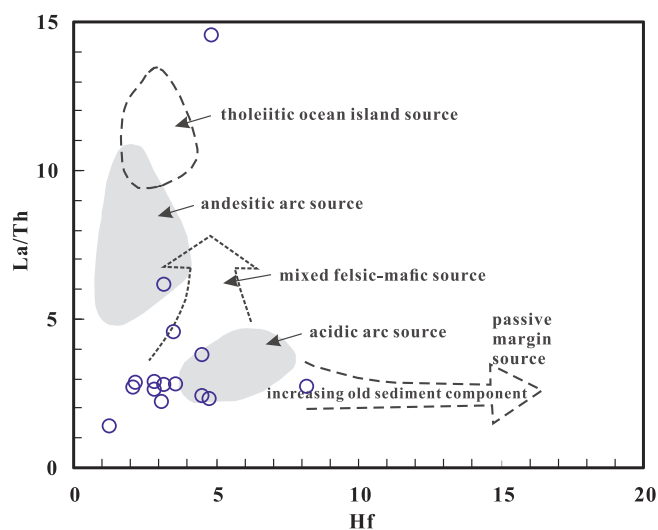 15
tholeiitic ocean island source
10
andesitic arc source
La/Th
mixed felsic-mafic source
5
acidic arc source
passive
margin
source
increasing old sediment component
0
0
5
10
15
20
Hf